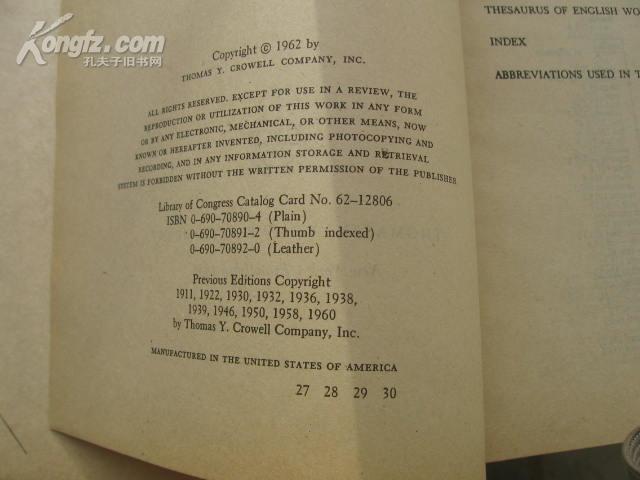 Kongfz.com
孔夫子旧书网
Copyright © 1962 by
THOMAS Y. CROWELL COMPANY, INC.
ALL RIGHTS RESERVED. EXCEPT FOR USE IN A REVIEW, THE
REPRODUCTION OR UTILIZATION OF THIS WORK IN ANY FORM
OR BY ANY ELECTRONIC, MECHANICAL, OR OTHER MEANS, NOW
KNOWN OR HEREAFTER INVENTED, INCLUDING PHOTOCOPYING AND
RECORDING, AND IN ANY INFORMATION STORAGE AND RETRIEVAL
SYSTEM IS FORBIDDEN WITHOUT THE WRITTEN PERMISSION OF THE PUBLISHER
Library of Congress Catalog Card No. 62-12806
ISBN 0-690-70890-4 (Plain)
0-690-70891-2 (Thumb indexed)
0-690-70892-0 (Leather)
Previous Editions Copyright
1911, 1922, 1930, 1932, 1936, 1938,
1939, 1946, 1950, 1958, 1960
by Thomas Y. Crowell Company, Inc.
MANUFACTURED IN THE UNITED STATES OF AMERICA
27 28 29 30
THESAURUS OF ENGLISH WO
INDEX
ABBREVIATIONS USED IN T